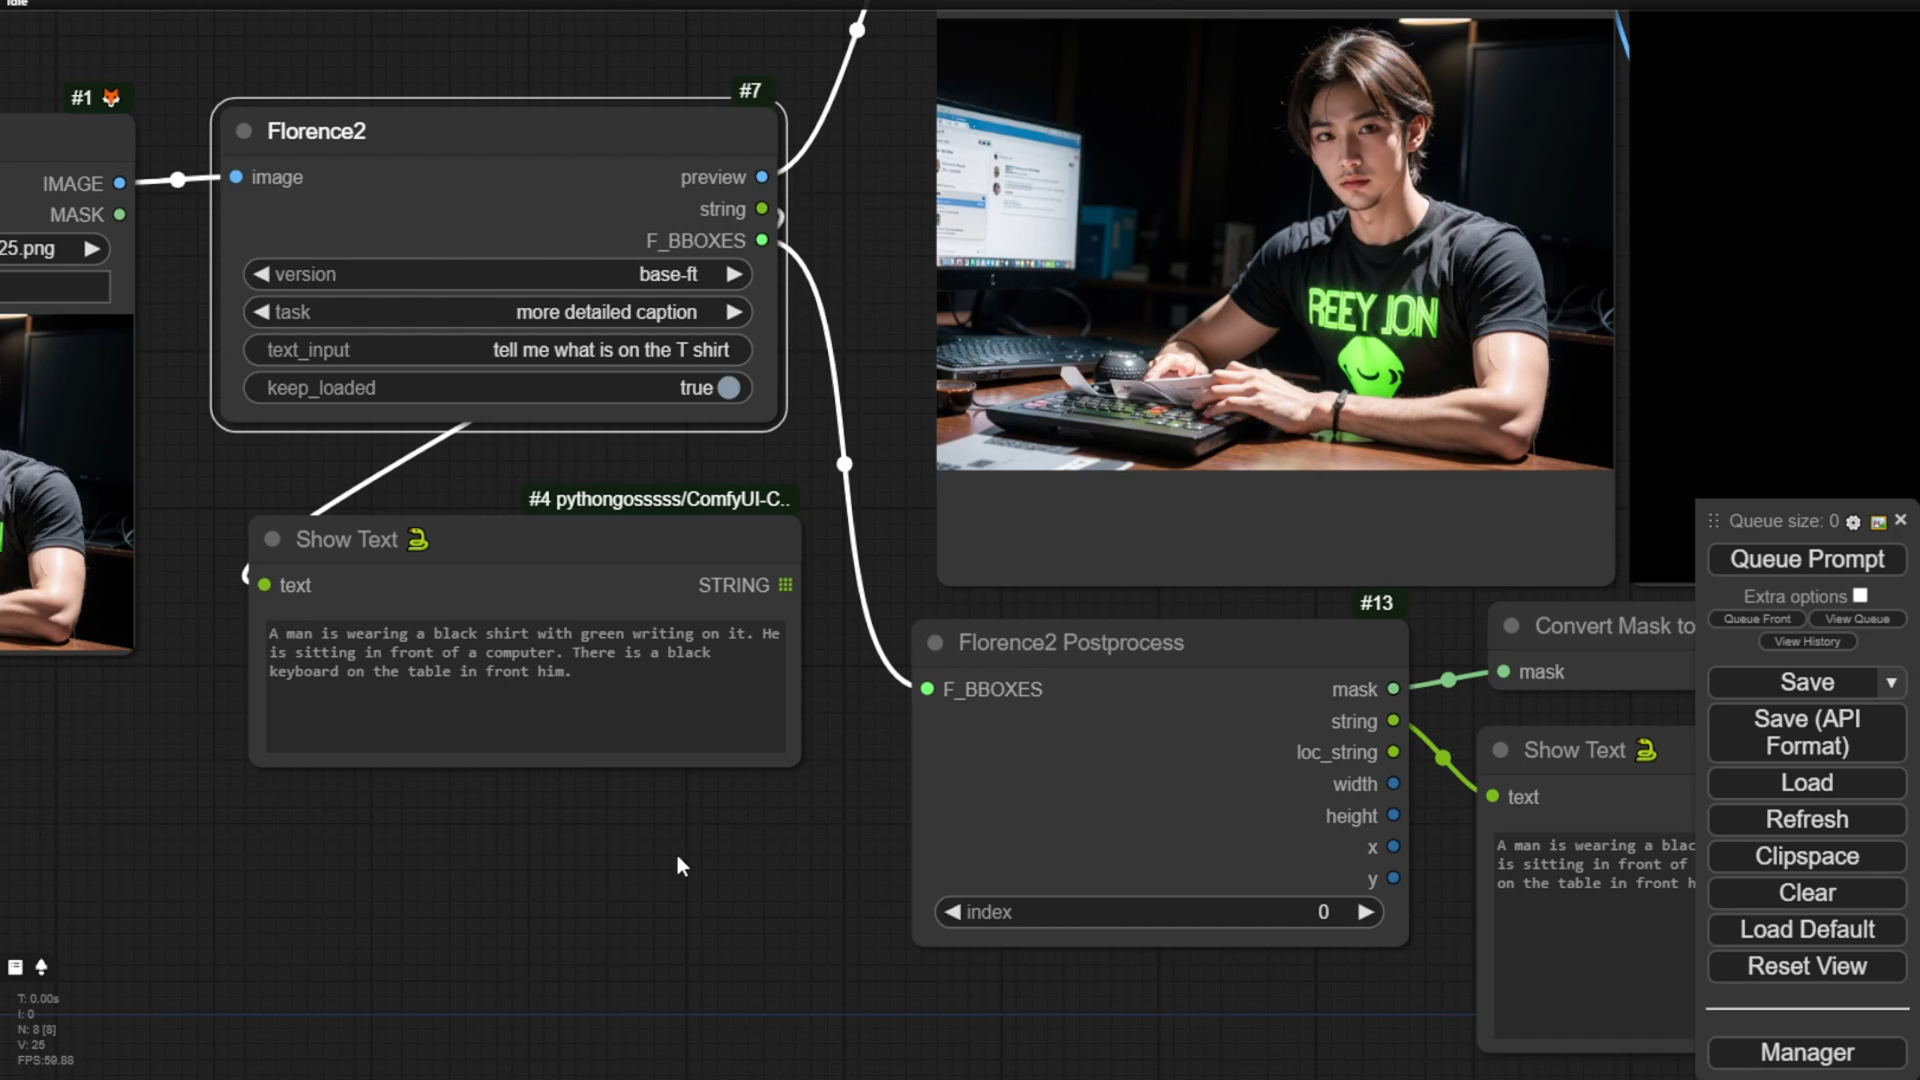 Idle
#1
IMAGE
MASK
25.png
#7
Florence2
image
preview
string
F_BBOXES
version base-ft
task more detailed caption
text_input tell me what is on the T shirt
keep_loaded true
#4 pythongosssss/ComfyUI-C..
Show Text
text STRING
A man is wearing a black shirt with green writing on it. He
is sitting in front of a computer. There is a black
keyboard on the table in front him.
REEY JON
#13
Florence2 Postprocess
F_BBOXES
mask
string
loc_string
width
height
x
y
index 0
Convert Mask to
mask
Show Text
text
A man is wearing a blac
is sitting in front of
on the table in front h
Queue size: 0
Queue Prompt
Extra options
Queue Front
View Queue
View History
Save
Save (API
Format)
Load
Refresh
Clipspace
Clear
Load Default
Reset View
Manager
T: 0.00s
I: 0
N: 8 [8]
V: 25
FPS:59.88